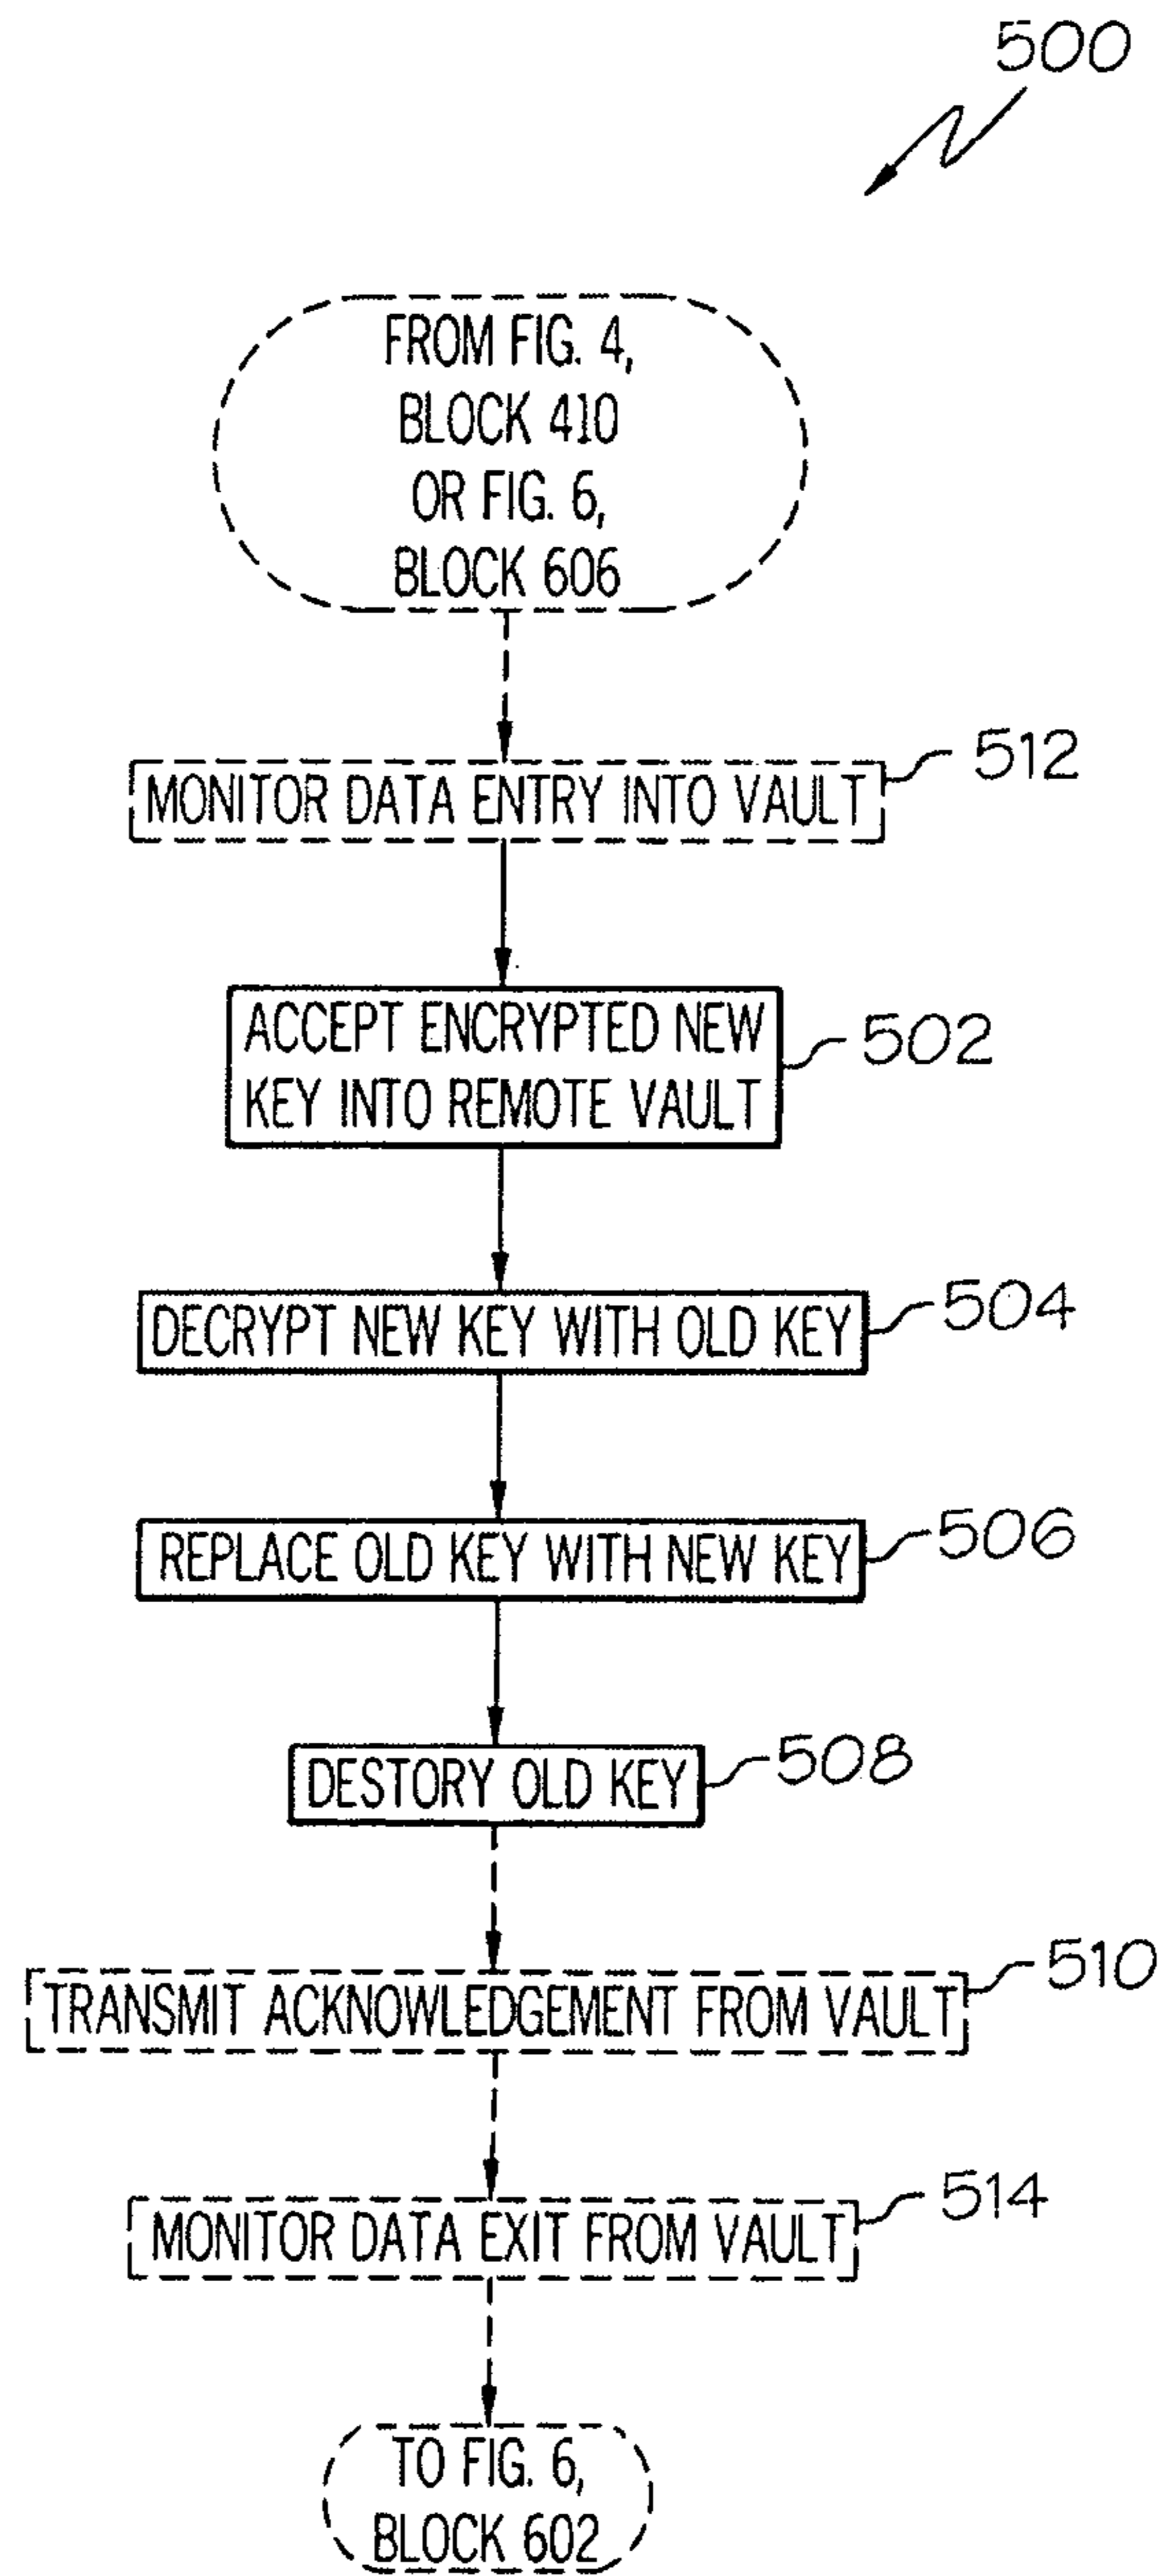 500
FROM FIG. 4,
BLOCK 410
OR FIG. 6,
BLOCK 606
MONITOR DATA ENTRY INTO VAULT
512
ACCEPT ENCRYPTED NEW
KEY INTO REMOTE VAULT
502
DECRYPT NEW KEY WITH OLD KEY
504
REPLACE OLD KEY WITH NEW KEY
506
DESTORY OLD KEY
508
TRANSMIT ACKNOWLEDGEMENT FROM VAULT
510
MONITOR DATA EXIT FROM VAULT
514
TO FIG. 6,
BLOCK 602